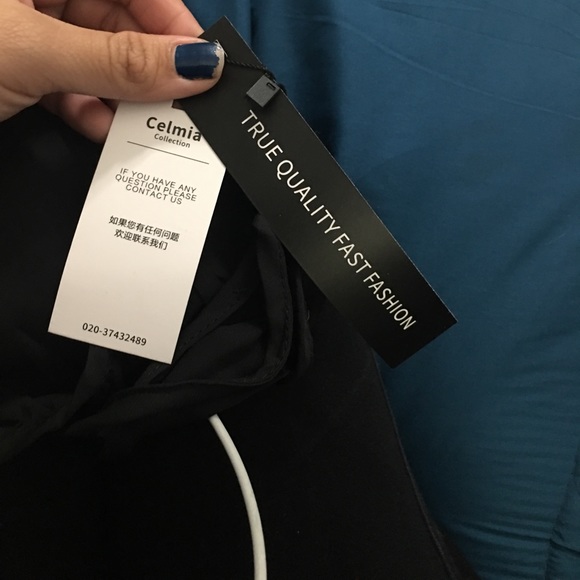 Celmia
Collection
IF YOU HAVE ANY
QUESTION PLEASE
CONTACT US
如果您有任何问题
欢迎联系我们
020-37432489
TRUE QUALITY FAST FASHION